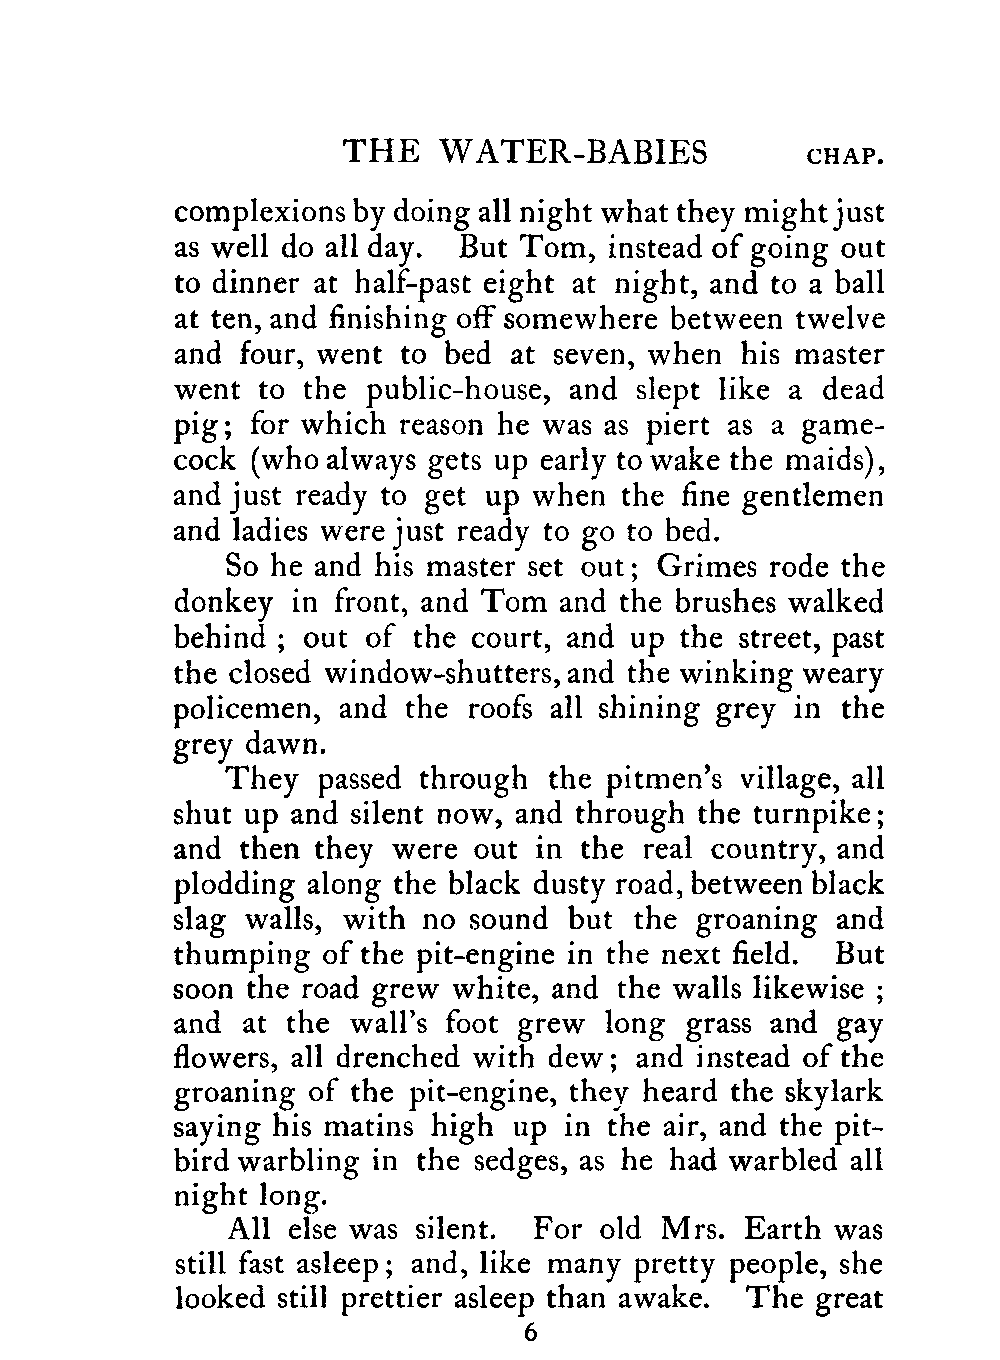 THE WATER-BABIES CHAP.
complexions by doing all night what they might just
as well do all day. But Tom, instead of going out
to dinner at half-past eight at night, and to a ball
at ten, and finishing off somewhere between twelve
and four, went to bed at seven, when his master
went to the public-house, and slept like a dead
pig; for which reason he was as piert as a game-
cock (who always gets up early to wake the maids),
and just ready to get up when the fine gentlemen
and ladies were just ready to go to bed.
So he and his master set out; Grimes rode the
donkey in front, and Tom and the brushes walked
behind ; out of the court, and up the street, past
the closed window-shutters, and the winking weary
policemen, and the roofs all shining grey in the
grey dawn.
They passed through the pitmen's village, all
shut up and silent now, and through the turnpike;
and then they were out in the real country, and
plodding along the black dusty road, between black
slag walls, with no sound but the groaning and
thumping of the pit-engine in the next field. But
soon the road grew white, and the walls likewise ;
and at the wall's foot grew long grass and gay
flowers, all drenched with dew; and instead of the
groaning of the pit-engine, they heard the skylark
saying his matins high up in the air, and the pit-
bird warbling in the sedges, as he had warbled all
night long.
All else was silent. For old Mrs. Earth was
still fast asleep; and, like many pretty people, she
looked still prettier asleep than awake. The great
6